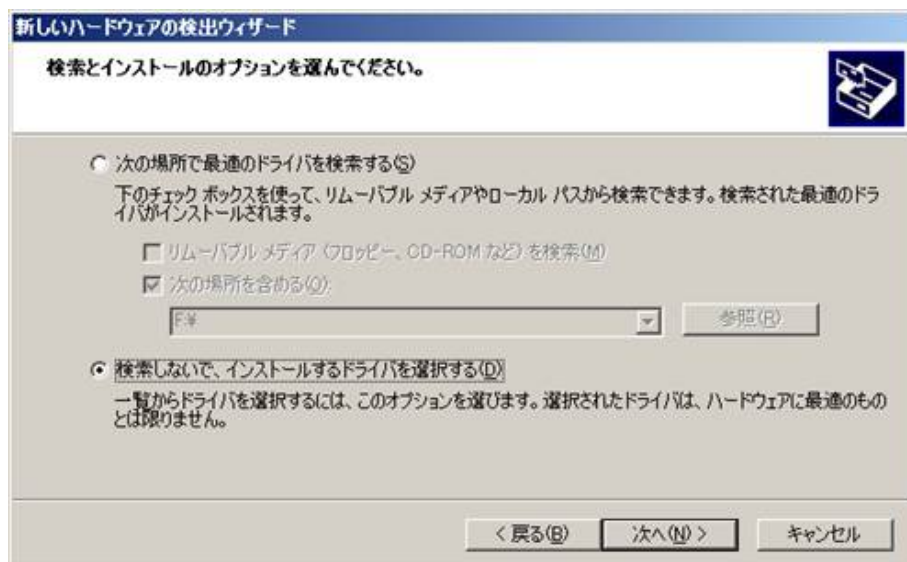 新しいハードウェアの検出ウィザード
検索とインストールのオプションを選んでください。
次の場所で最適のドライバを検索する(S)
下のチェック ボックスを使って、リムーバブル メディアやローカル パスから検索できます。検索された最適のドラ
イバがインストールされます。
リムーバブル メディア (フロッピー、CD-ROM など) を検索(M)
次の場所を含める(O):
F:¥
参照(R)
検索しないで、インストールするドライバを選択する(D)
一覧からドライバを選択するには、このオプションを選びます。選択されたドライバは、ハードウェアに最適のもの
とは限りません。
< 戻る(B)
次へ(N) >
キャンセル